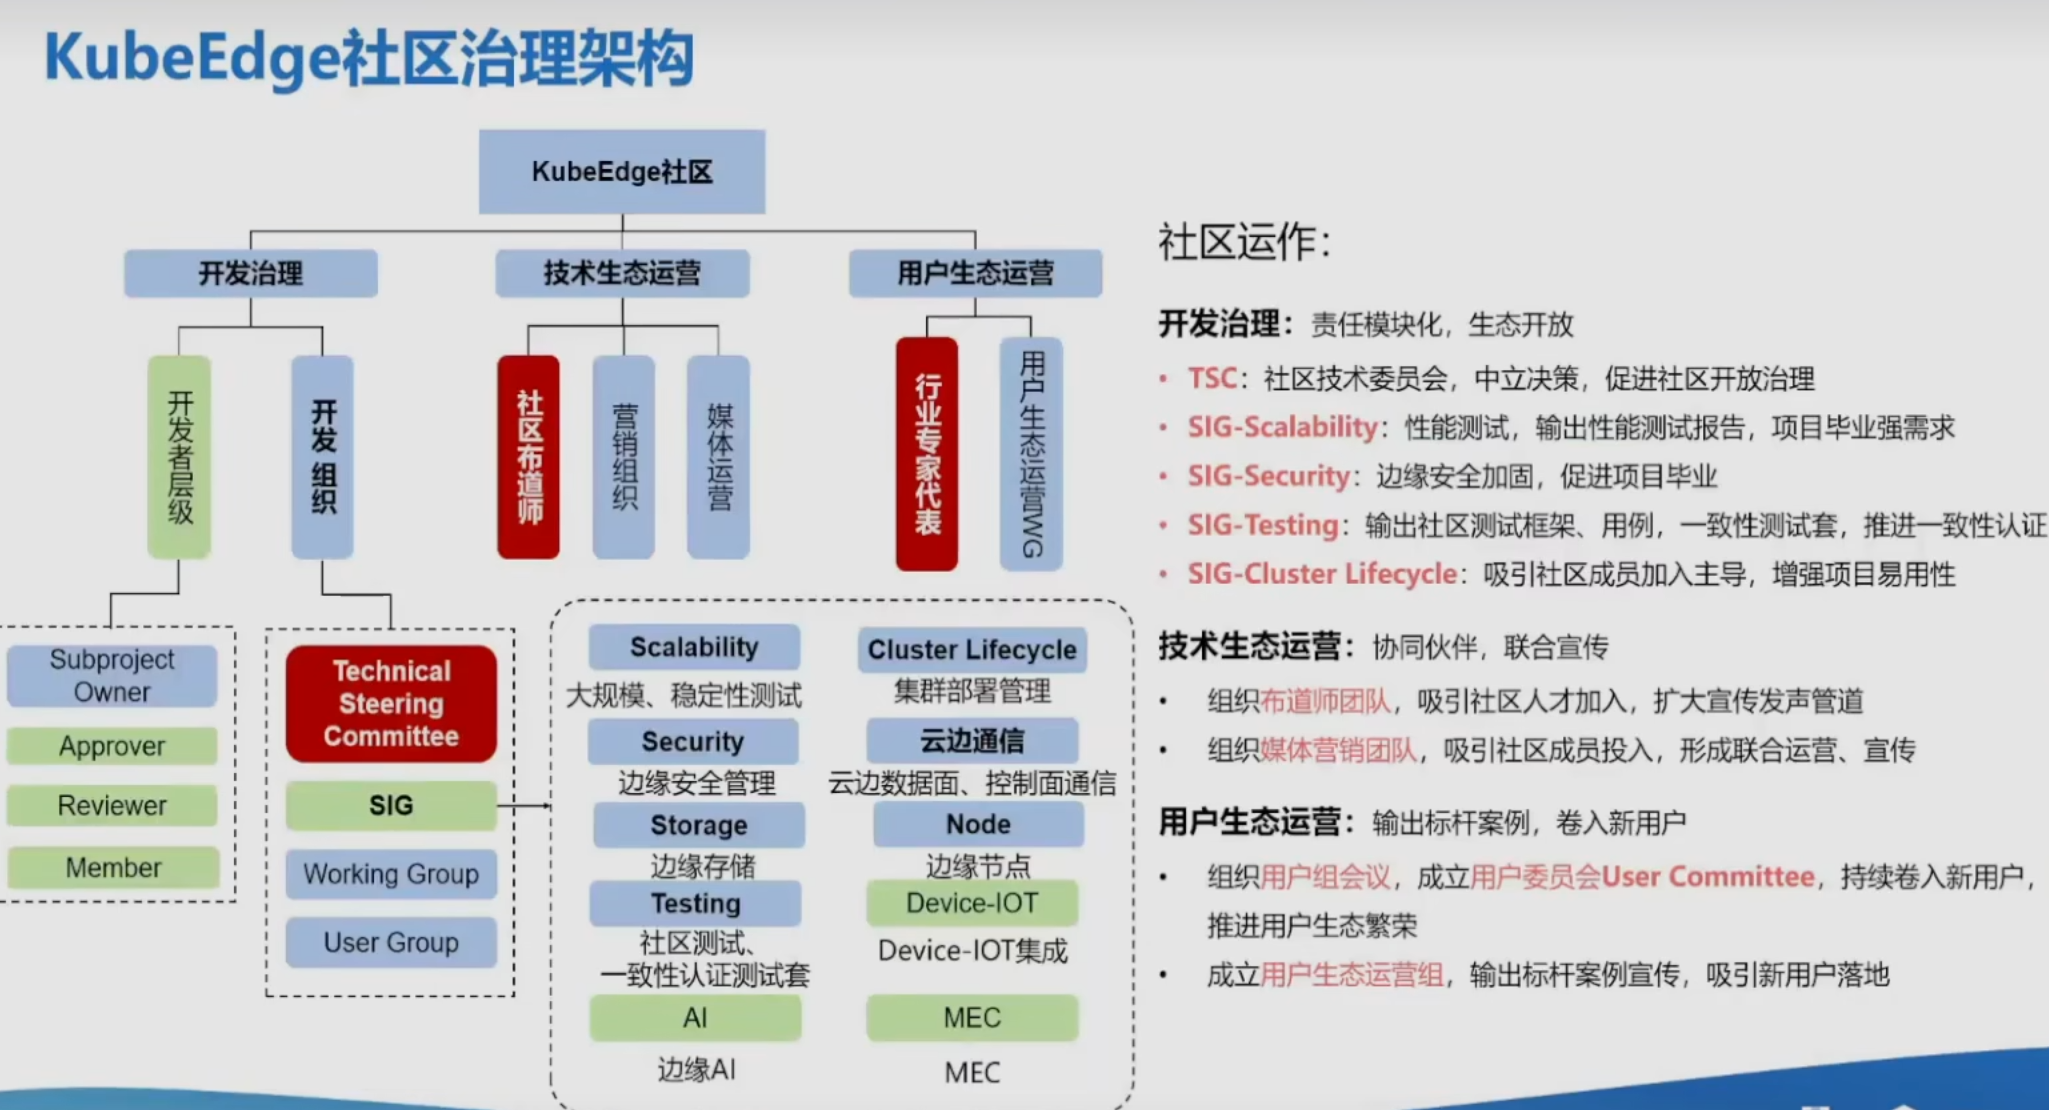 KubeEdge社区治理架构
KubeEdge社区
开发治理
技术生态运营
用户生态运营
开发者层级
开发 组织
社区布道师
营销组织
媒体运营
行业专家代表
用户生态运营WG
Subproject
Owner
Approver
Reviewer
Member
Technical
Steering
Committee
SIG
Working Group
User Group
Scalability
大规模、稳定性测试
Security
边缘安全管理
Storage
边缘存储
Testing
社区测试、
一致性认证测试套
AI
边缘AI
Cluster Lifecycle
集群部署管理
云边通信
云边数据面、控制面通信
Node
边缘节点
Device-IOT
Device-IOT集成
MEC
MEC
社区运作：
开发治理：责任模块化，生态开放
• TSC：社区技术委员会，中立决策，促进社区开放治理
• SIG-Scalability：性能测试，输出性能测试报告，项目毕业强需求
• SIG-Security：边缘安全加固，促进项目毕业
• SIG-Testing：输出社区测试框架、用例，一致性测试套，推进一致性认证
• SIG-Cluster Lifecycle：吸引社区成员加入主导，增强项目易用性
技术生态运营：协同伙伴，联合宣传
• 组织布道师团队，吸引社区人才加入，扩大宣传发声管道
• 组织媒体营销团队，吸引社区成员投入，形成联合运营、宣传
用户生态运营：输出标杆案例，卷入新用户
• 组织用户组会议，成立用户委员会User Committee，持续卷入新用户，
推进用户生态繁荣
• 成立用户生态运营组，输出标杆案例宣传，吸引新用户落地